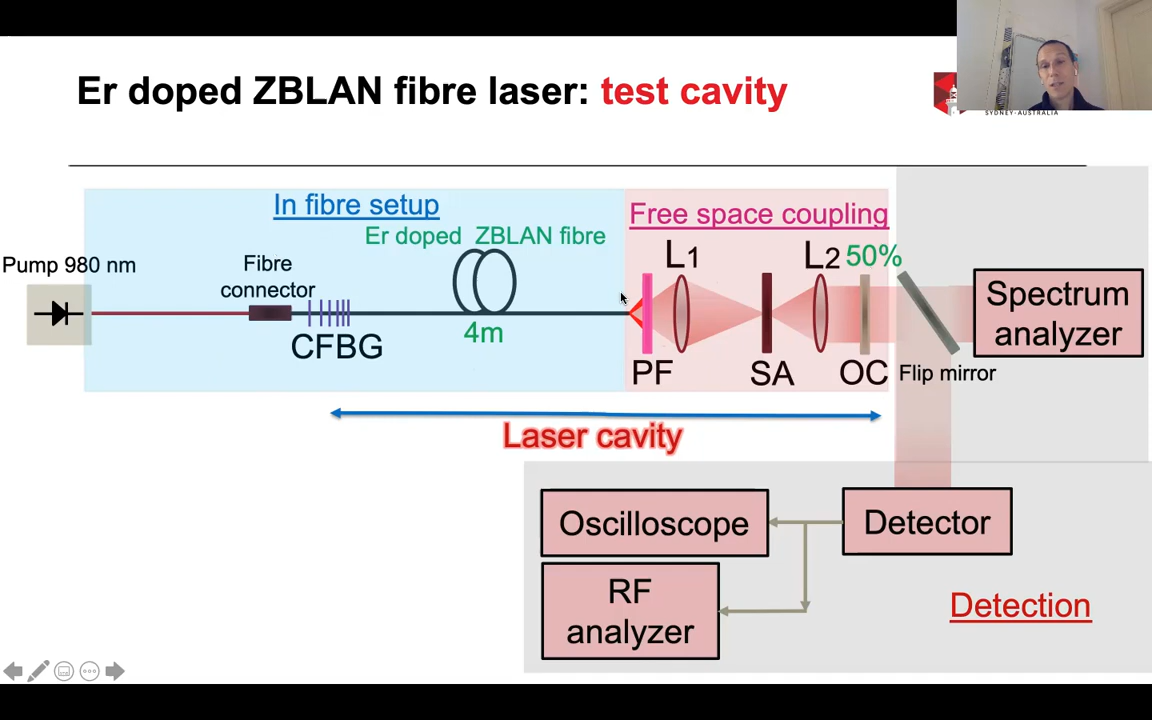 Er doped ZBLAN fibre laser: test cavity
SYDNEY-AUSTRALIA
In fibre setup
Free space coupling
Er doped ZBLAN fibre
Pump 980 nm
Fibre
connector
L1
L2
50%
CFBG
4m
PF
SA
OC
Flip mirror
Spectrum
analyzer
Laser cavity
Oscilloscope
Detector
RF
analyzer
Detection